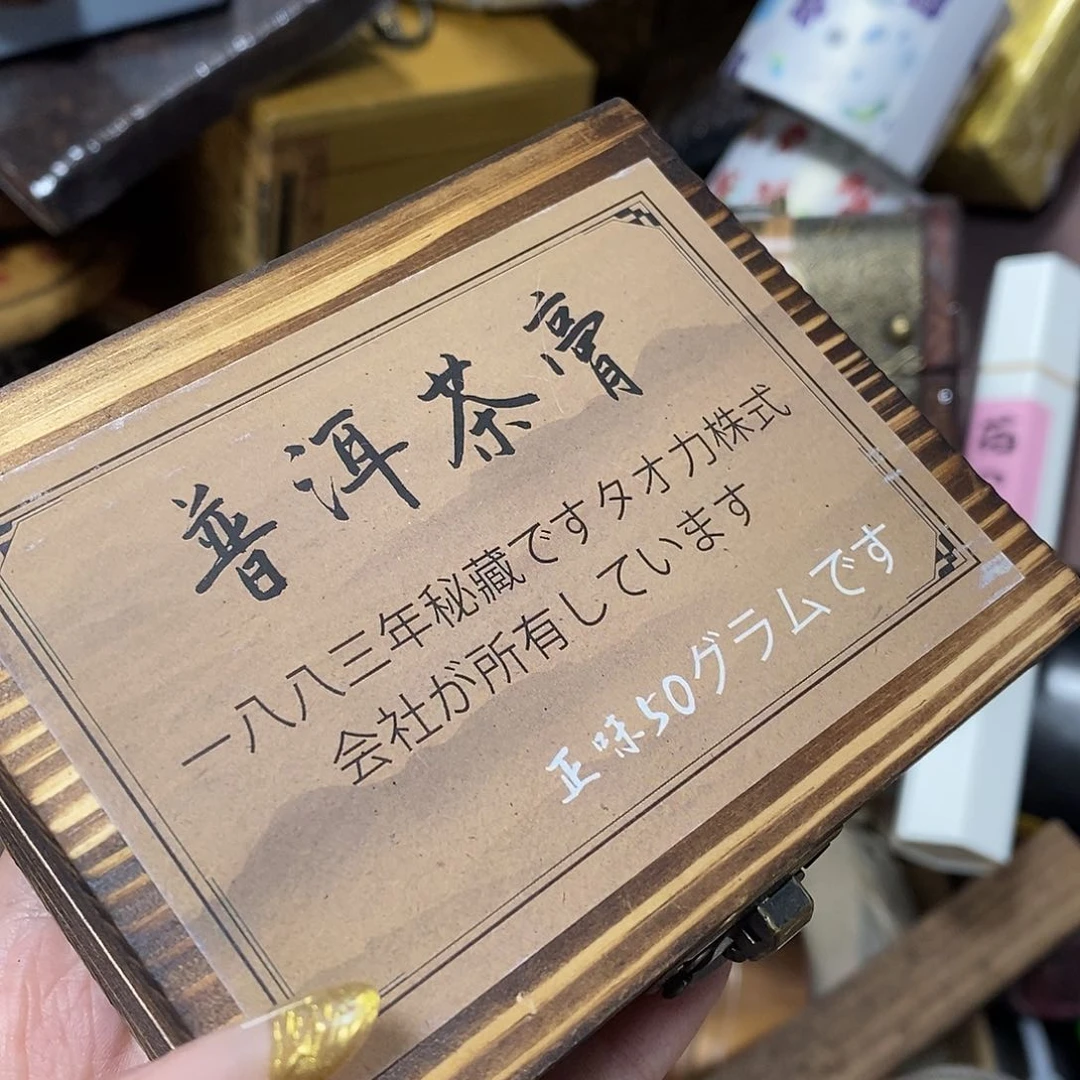 普洱茶膏
一八八三年秘藏ですタオカ株式
会社が所有しています
正味50グラムです